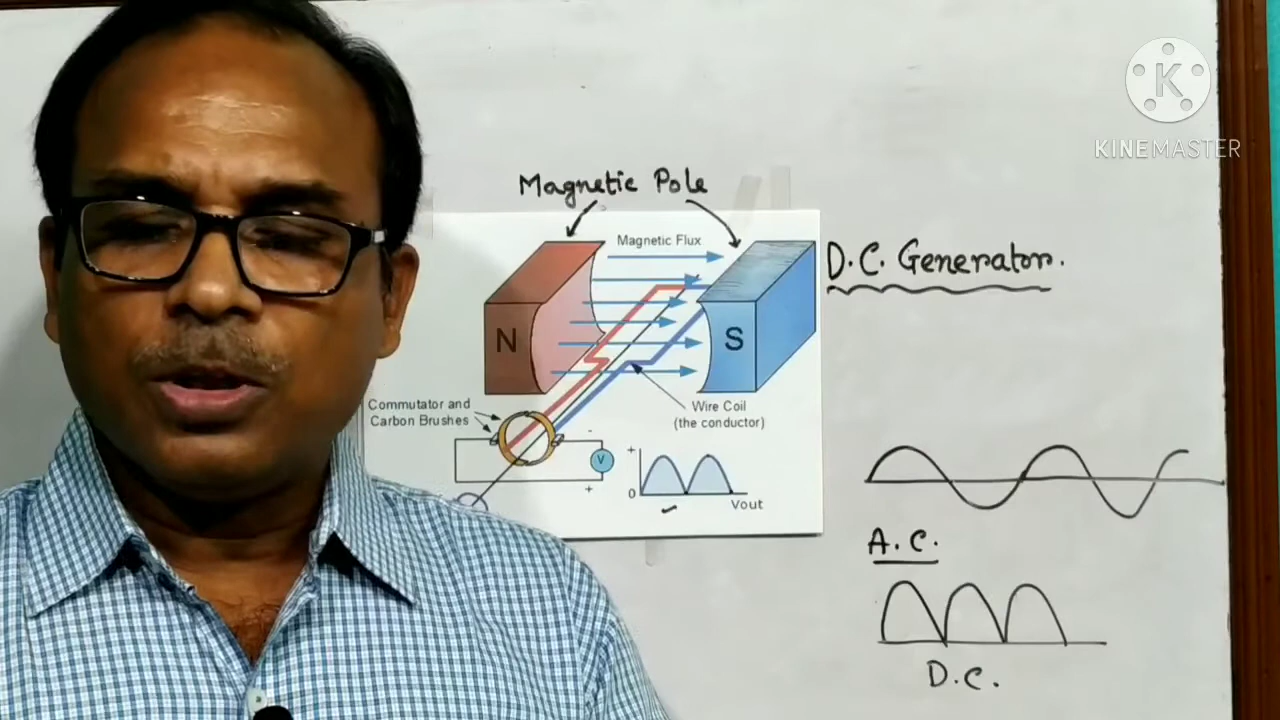 K
KINEMASTER
Magnetic Pole
Magnetic Flux
D.C. Generator.
N
S
Commutator and
Carbon Brushes
Wire Coil
(the conductor)
-
V
+
+
0
Vout
A.C.
D.C.